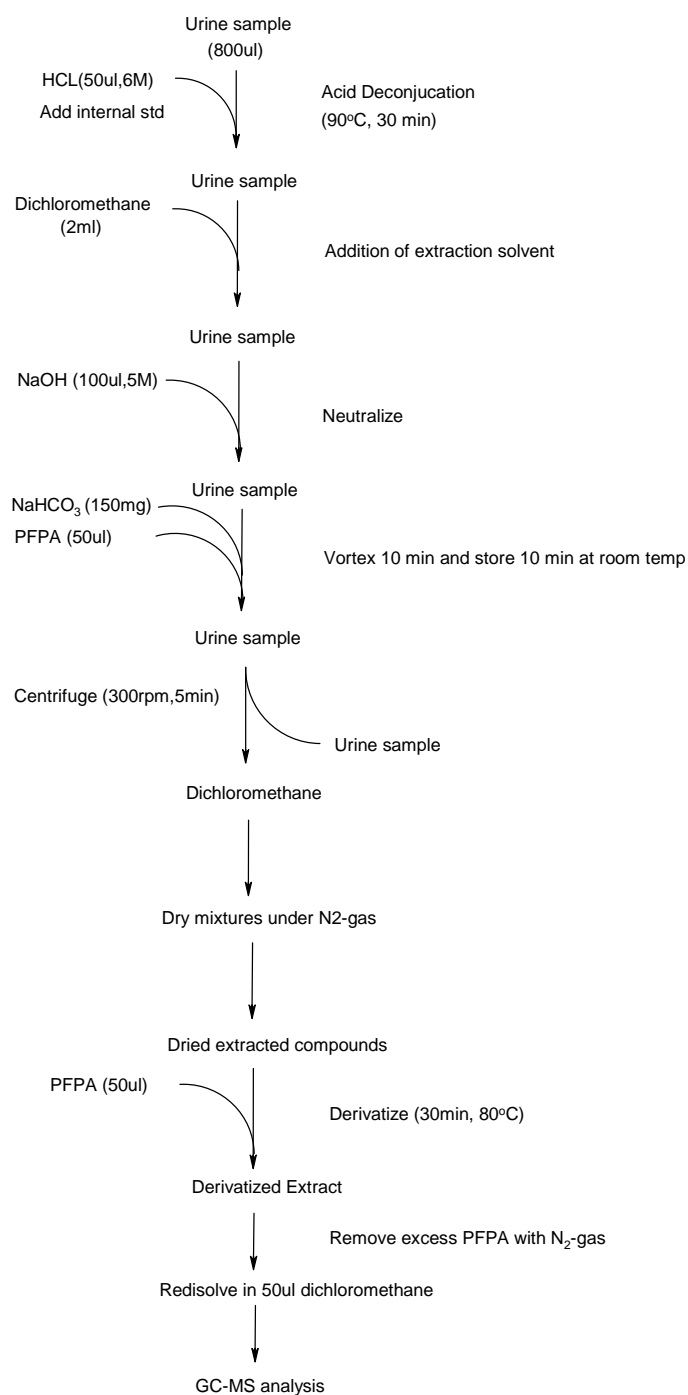 Urine sample
(800ul)
HCL(50ul,6M)
Add internal std
Acid Deconjucation
(90°C, 30 min)
Urine sample
Dichloromethane
(2ml)
Addition of extraction solvent
Urine sample
NaOH (100ul,5M)
Neutralize
Urine sample
NaHCO₃ (150mg)
PFPA (50ul)
Vortex 10 min and store 10 min at room temp
Urine sample
Centrifuge (300rpm,5min)
Urine sample
Dichloromethane
Dry mixtures under N2-gas
Dried extracted compounds
PFPA (50ul)
Derivatize (30min, 80°C)
Derivatized Extract
Remove excess PFPA with N₂-gas
Redisolve in 50ul dichloromethane
GC-MS analysis